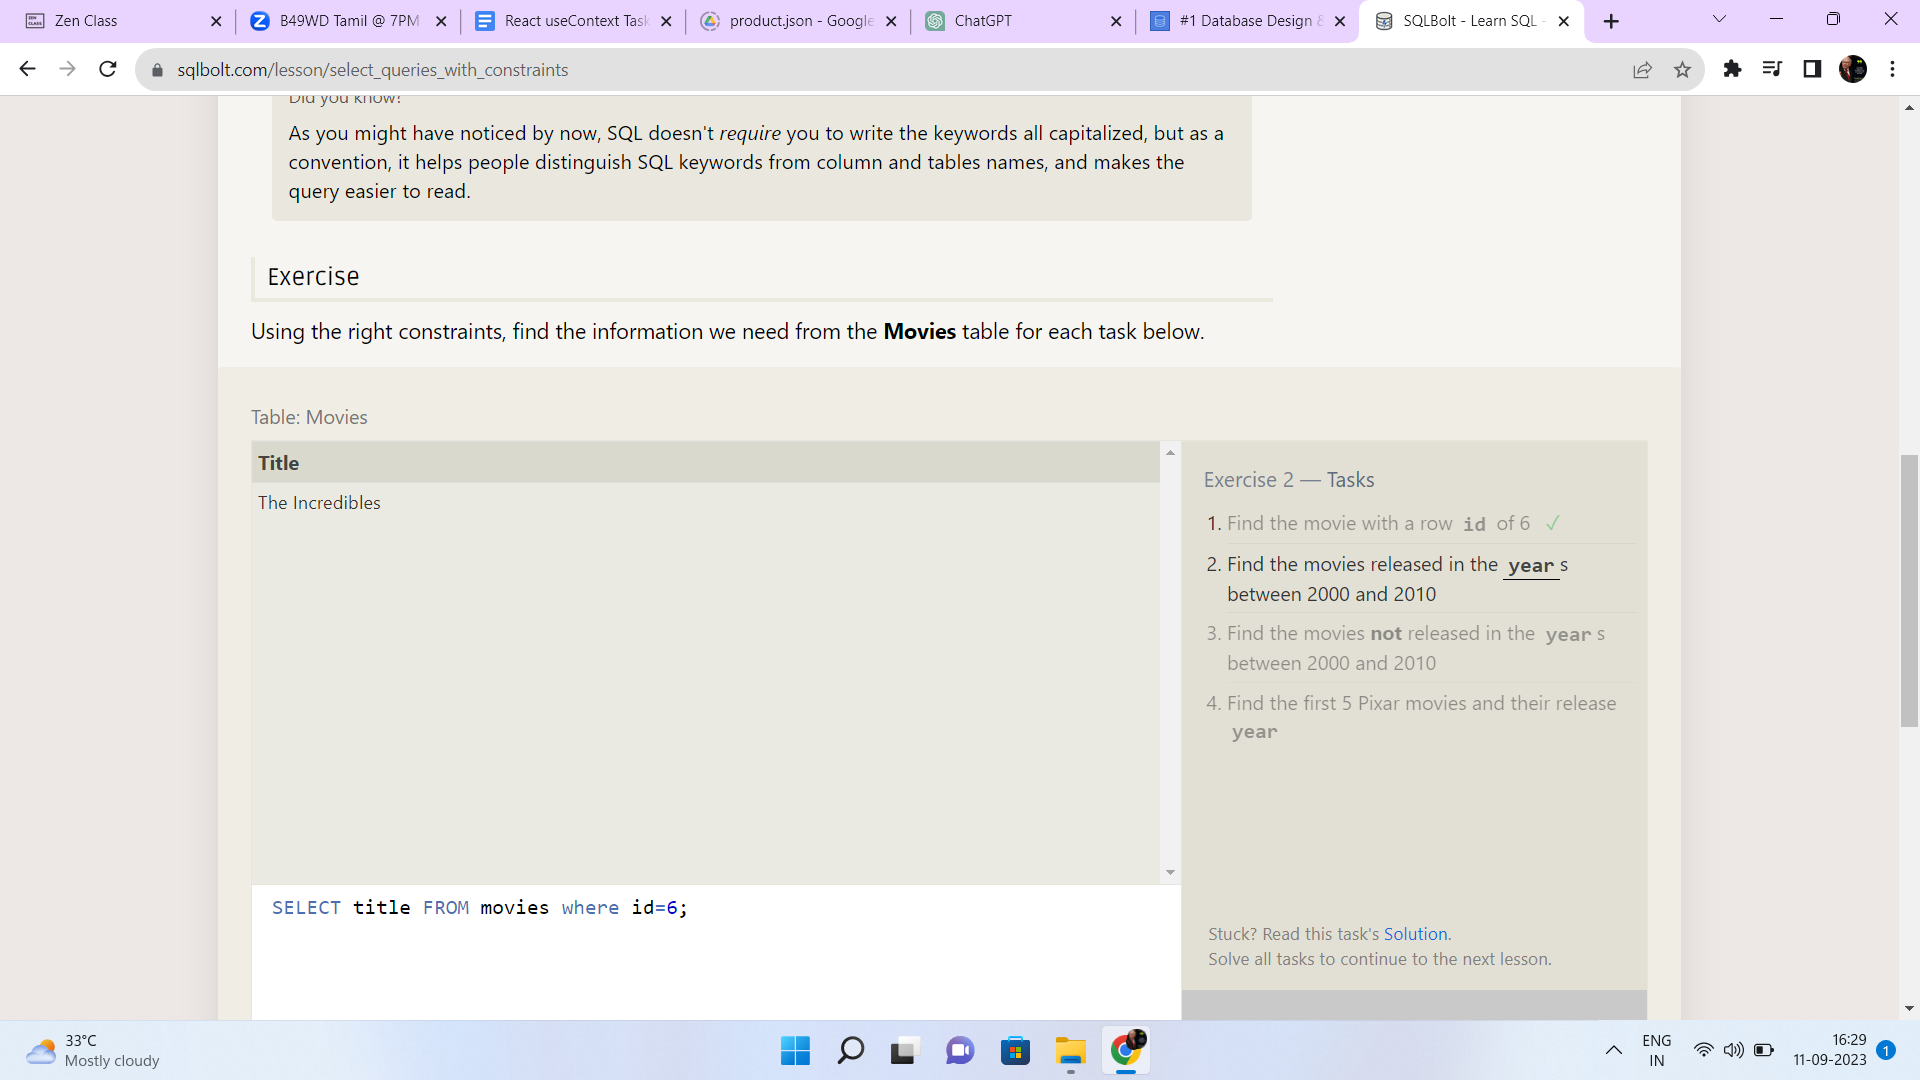 Zen Class
B49WD Tamil @ 7PM
React useContext Task
product.json - Google
ChatGPT
#1 Database Design &
SQLBolt - Learn SQL -
sqlbolt.com/lesson/select_queries_with_constraints
Did you know?
As you might have noticed by now, SQL doesn't require you to write the keywords all capitalized, but as a
convention, it helps people distinguish SQL keywords from column and tables names, and makes the
query easier to read.
Exercise
Using the right constraints, find the information we need from the Movies table for each task below.
Table: Movies
Title
The Incredibles
SELECT title FROM movies where id=6;
Exercise 2 — Tasks
1. Find the movie with a row id of 6 ✓
2. Find the movies released in the year s
between 2000 and 2010
3. Find the movies not released in the year s
between 2000 and 2010
4. Find the first 5 Pixar movies and their release
year
Stuck? Read this task's Solution.
Solve all tasks to continue to the next lesson.
33°C
Mostly cloudy
ENG
IN
16:29
11-09-2023
1